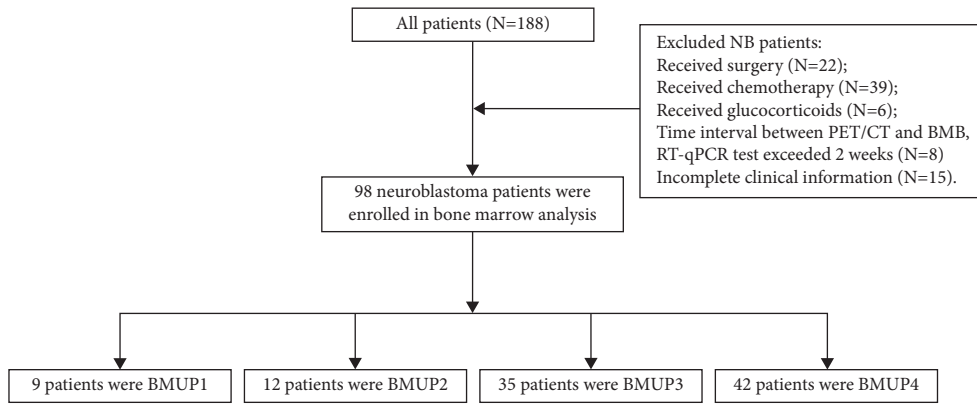 All patients (N=188)
Excluded NB patients:
Received surgery (N=22);
Received chemotherapy (N=39);
Received glucocorticoids (N=6);
Time interval between PET/CT and BMB,
RT-qPCR test exceeded 2 weeks (N=8)
Incomplete clinical information (N=15).
98 neuroblastoma patients were
enrolled in bone marrow analysis
9 patients were BMUP1
12 patients were BMUP2
35 patients were BMUP3
42 patients were BMUP4